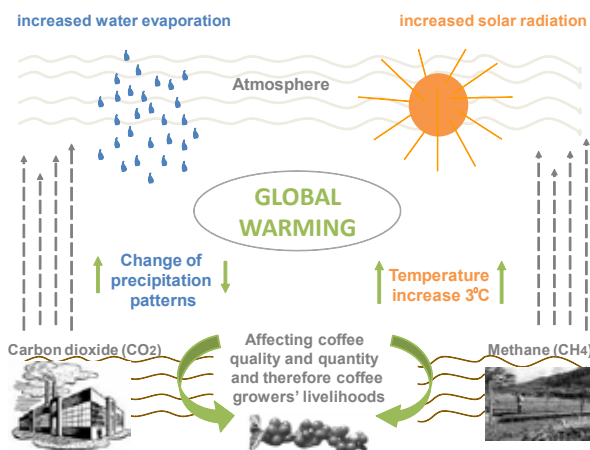 increased water evaporation
increased solar radiation
Atmosphere
GLOBAL
WARMING
Change of
precipitation
patterns
Temperature
increase 3⁰C
Carbon dioxide (CO2)
Affecting coffee
quality and quantity
and therefore coffee
growers' livelihoods
Methane (CH4)